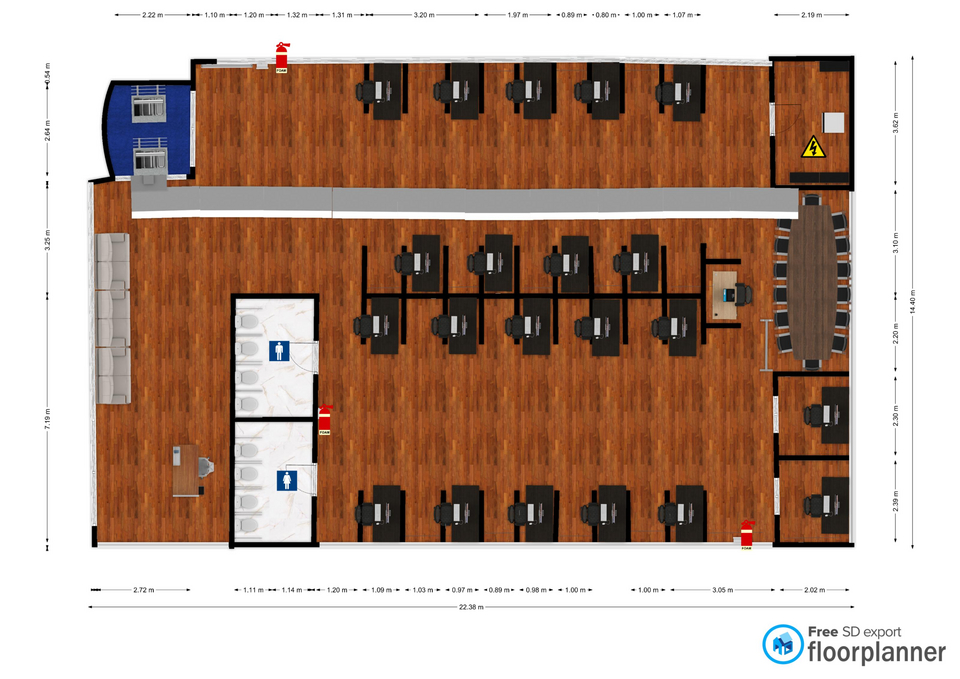 2.22 m
1.10 m
1.20 m
1.32 m
1.31 m
3.20 m
1.97 m
0.89 m
0.80 m
1.00 m
1.07 m
2.19 m
0.54 m
2.64 m
3.25 m
7.19 m
3.62 m
3.10 m
2.20 m
2.30 m
2.39 m
14.40 m
FOAM
FOAM
FOAM
2.72 m
1.11 m
1.14 m
1.20 m
1.09 m
1.03 m
0.97 m
0.89 m
0.98 m
1.00 m
1.00 m
3.05 m
2.02 m
22.38 m
Free SD export
floorplanner